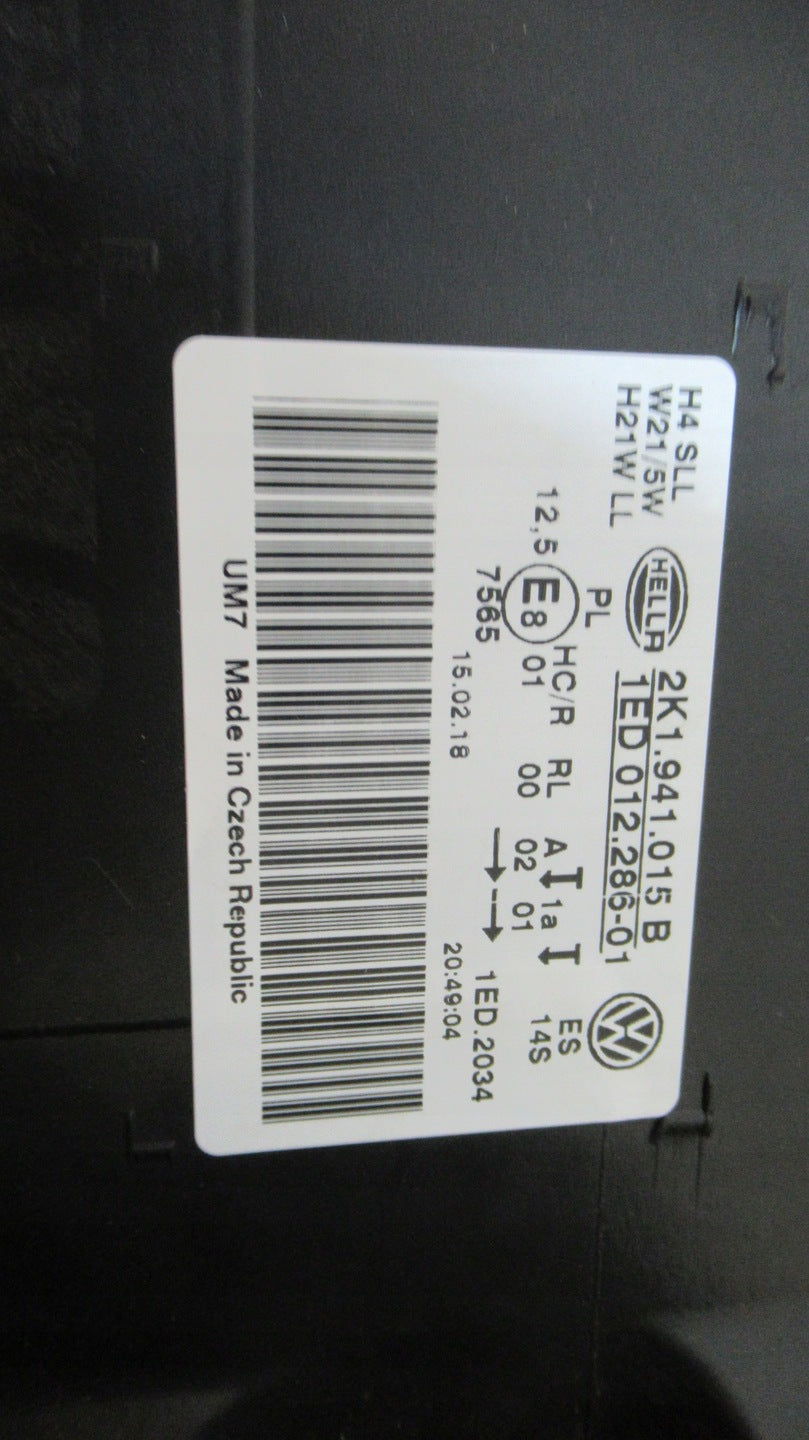 H4 SLL
W21/5W
H21W LL
HELLA
2K1.941.015 B
1ED 012.286-01
PL
HC/R RL A 1a ES
12,5 E8 01 00 02 01 14S
7565 1ED.2034
15.02.18 20:49:04
UM7 Made in Czech Republic